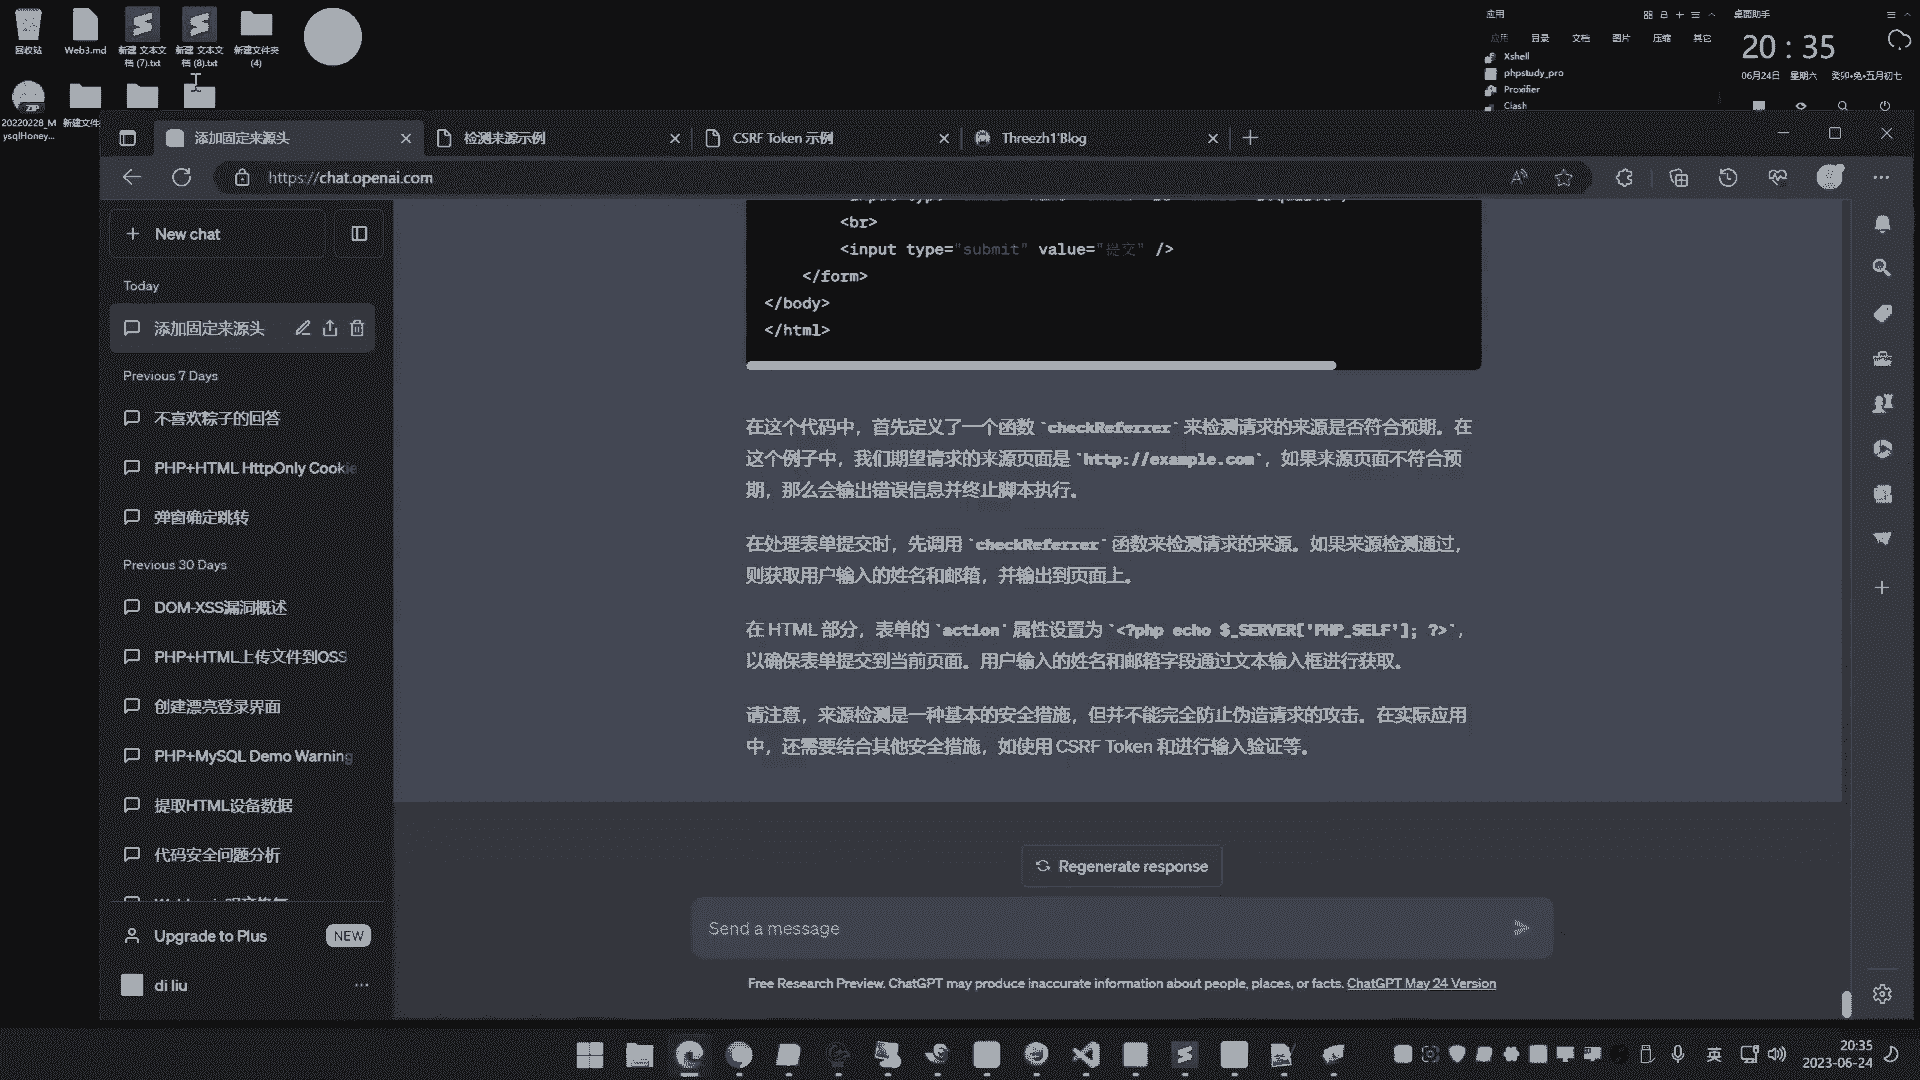 回收站
Web3.md
新建 文本文
档 (7).txt
新建 文本文
档 (8).txt
新建文件夹
(4)
20220228_M
ysqlHoney...
新建文件
应用
应用
目录
文档
图片
压缩
其它
Xshell
phpstudy_pro
Proxifier
Clash
桌面助手
20 : 35
06月24日 星期六 癸卯•兔•五月初七
添加固定来源头
检测来源示例
CSRF Token 示例
Threezh1'Blog
https://chat.openai.com
New chat
Today
添加固定来源头
Previous 7 Days
不喜欢粽子的回答
PHP+HTML HttpOnly Cookie
弹窗确定跳转
Previous 30 Days
DOM-XSS漏洞概述
PHP+HTML上传文件到OSS
创建漂亮登录界面
PHP+MySQL Demo Warning
提取HTML设备数据
代码安全问题分析
Upgrade to Plus
NEW
di liu
<br>
<input type="submit" value="提交" />
</form>
</body>
</html>
在这个代码中，首先定义了一个函数 `checkReferrer` 来检测请求的来源是否符合预期。在
这个例子中，我们期望请求的来源页面是 `http://example.com`，如果来源页面不符合预
期，那么会输出错误信息并终止脚本执行。
在处理表单提交时，先调用 `checkReferrer` 函数来检测请求的来源。如果来源检测通过，
则获取用户输入的姓名和邮箱，并输出到页面上。
在 HTML 部分，表单的 `action` 属性设置为 `<?php echo $_SERVER['PHP_SELF']; ?>`，
以确保表单提交到当前页面。用户输入的姓名和邮箱字段通过文本输入框进行获取。
请注意，来源检测是一种基本的安全措施，但并不能完全防止伪造请求的攻击。在实际应用
中，还需要结合其他安全措施，如使用 CSRF Token 和进行输入验证等。
Regenerate response
Send a message
Free Research Preview. ChatGPT may produce inaccurate information about people, places, or facts. ChatGPT May 24 Version
英
20:35
2023-06-24